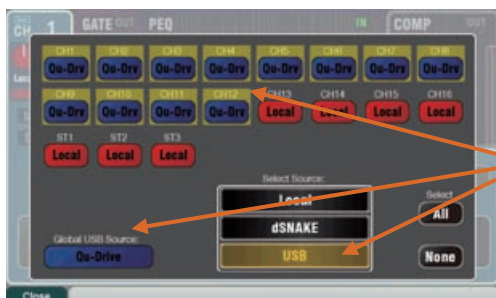 CH 1 GATE OUT PEQ IN COMP OUT
CH1 CH2 CH3 CH4 CH5 CH6 CH7 CH8
Qu-Drv Qu-Drv Qu-Drv Qu-Drv Qu-Drv Qu-Drv Qu-Drv Qu-Drv
CH9 CH10 CH11 CH12 CH13 CH14 CH15 CH16
Qu-Drv Qu-Drv Qu-Drv Qu-Drv Local Local Local Local
ST1 ST2 ST3
Local Local Local
Select Source:
Local
Select
All
dSNAKE
Global USB Source:
Qu-Drive
USB
None
Close